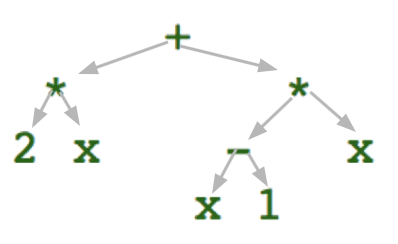 +
* *
2 x - x
x 1